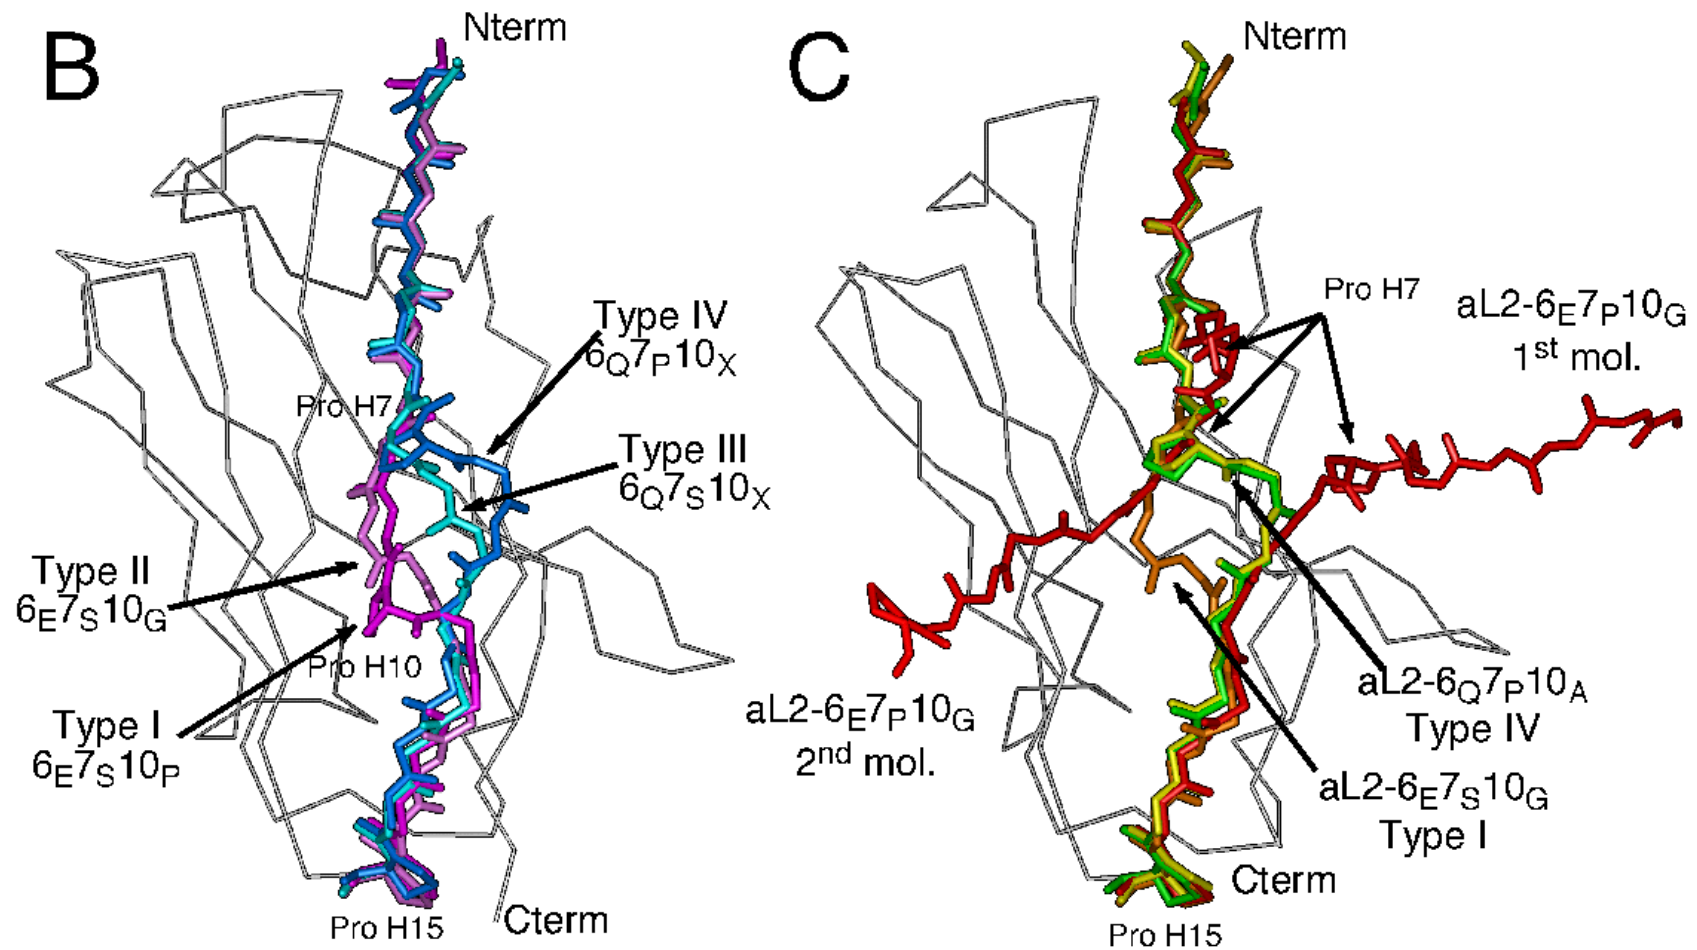 B
Nterm
Type IV
6Q7P10X
Pro H7
Type III
6Q7S10X
Type II
6E7S10G
Pro H10
Type I
6E7S10P
Cterm
Pro H15
C
Nterm
Pro H7
aL2-6E7P10G
1st mol.
aL2-6E7P10G
2nd mol.
aL2-6Q7P10A
Type IV
aL2-6E7S10G
Type I
Cterm
Pro H15